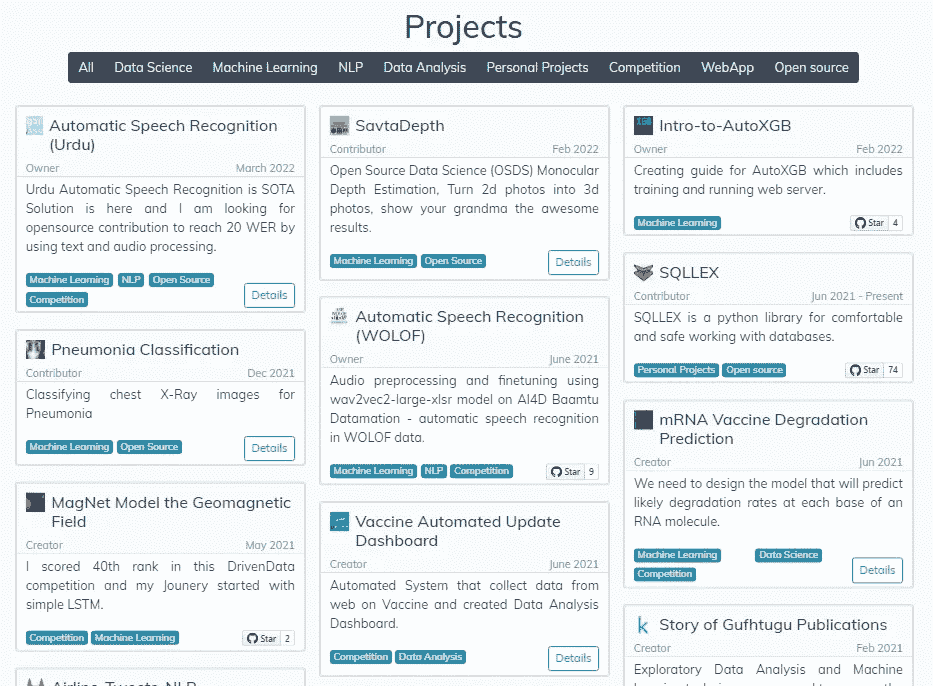 Projects
All Data Science Machine Learning NLP Data Analysis Personal Projects Competition WebApp Open source
Automatic Speech Recognition
(Urdu)
Owner March 2022
Urdu Automatic Speech Recognition is SOTA
Solution is here and I am looking for
opensource contribution to reach 20 WER by
using text and audio processing.
Machine Learning NLP Open Source
Competition
Details
Pneumonia Classification
Contributor Dec 2021
Classifying chest X-Ray images for
Pneumonia
Machine Learning Open Source
Details
MagNet Model the Geomagnetic
Field
Creator May 2021
I scored 40th rank in this DrivenData
competition and my Jounery started with
simple LSTM.
Competition Machine Learning Star 2
SavtaDepth
Contributor Feb 2022
Open Source Data Science (OSDS) Monocular
Depth Estimation, Turn 2d photos into 3d
photos, show your grandma the awesome
results.
Machine Learning Open Source Details
Automatic Speech Recognition
(WOLOF)
Owner June 2021
Audio preprocessing and finetuning using
wav2vec2-large-xlsr model on AI4D Baamtu
Datamation - automatic speech recognition
in WOLOF data.
Machine Learning NLP Competition Star 9
Vaccine Automated Update
Dashboard
Creator June 2021
Automated System that collect data from
web on Vaccine and created Data Analysis
Dashboard.
Competition Data Analysis Details
XGB
Intro-to-AutoXGB
Owner Feb 2022
Creating guide for AutoXGB which includes
training and running web server.
Machine Learning Star 4
SQLLEX
Contributor Jun 2021 - Present
SQLLEX is a python library for comfortable
and safe working with databases.
Personal Projects Open source Star 74
mRNA Vaccine Degradation
Prediction
Creator Jun 2021
We need to design the model that will predict
likely degradation rates at each base of an
RNA molecule.
Machine Learning Data Science
Competition
Details
k Story of Gufhtugu Publications
Creator Feb 2021
Exploratory Data Analysis and Machine